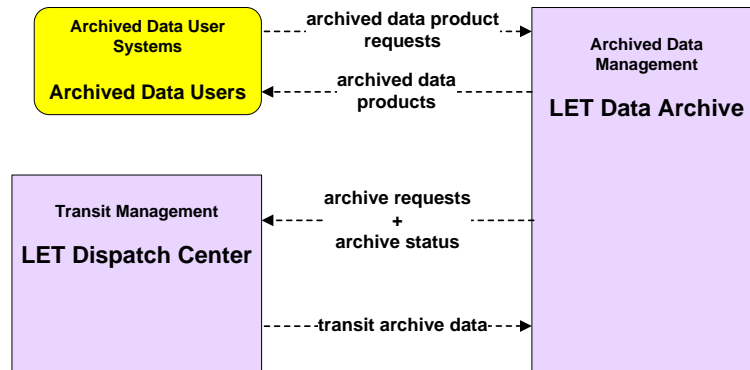 Archived Data User
Systems
Archived Data Users
archived data product
requests
archived data
products
Archived Data
Management
LET Data Archive
Transit Management
LET Dispatch Center
archive requests
+
archive status
transit archive data